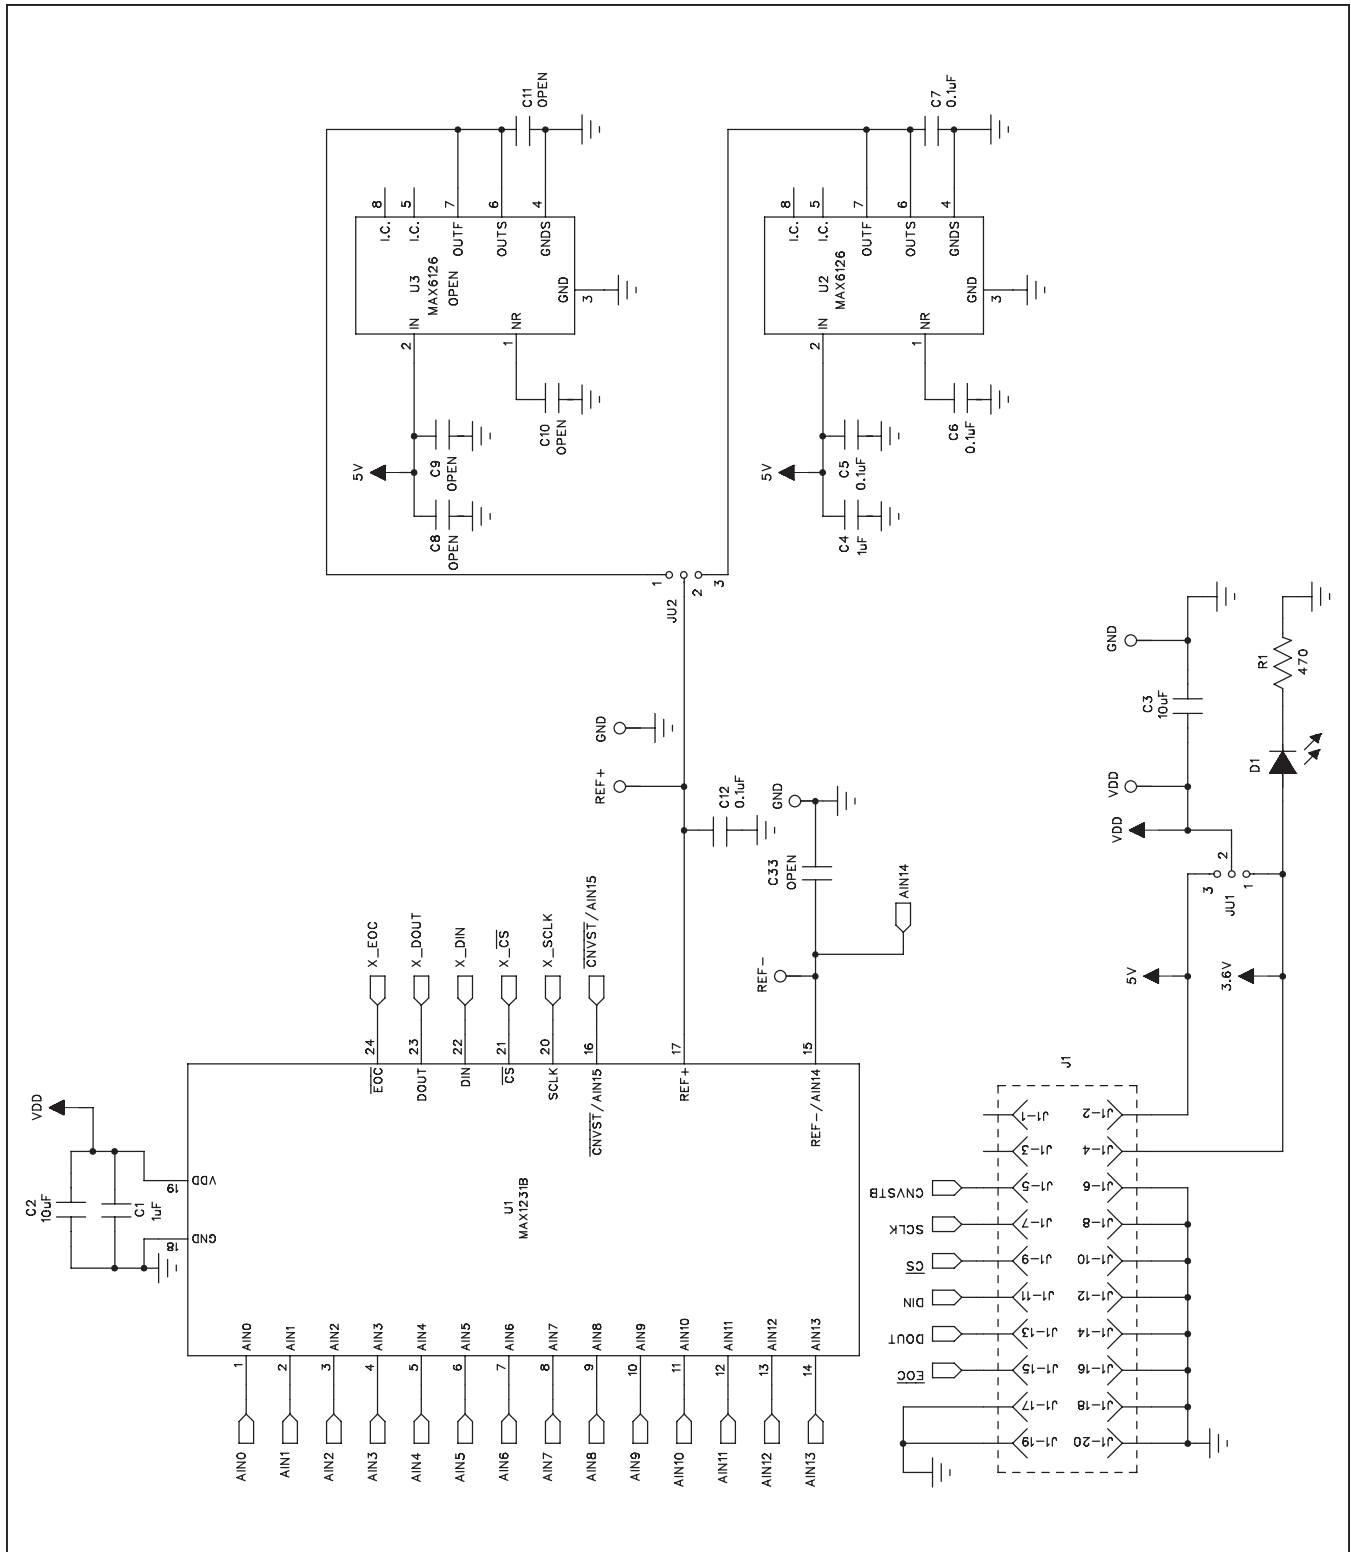 C11
OPEN
C7
0.1uF
I.C.
8
I.C.
5
OUTF
7
OUTS
6
GNDS
4
U3
MAX6126
OPEN
GND
3
IN
2
NR
1
I.C.
8
I.C.
5
OUTF
7
OUTS
6
GNDS
4
U2
MAX6126
GND
3
IN
2
NR
1
5V
C9
OPEN
C8
OPEN
C10
OPEN
5V
C5
0.1uF
C4
1uF
C6
0.1uF
1
JU2
2
3
GND
REF+
C12
0.1uF
GND
C33
OPEN
REF-
AIN14
GND
C3
10uF
VDD
VDD
R1
470
D1
3
2
JU1
1
5V
3.6V
X_EOC
X_DOUT
X_DIN
X_CS
X_SCLK
CNVST/AIN15
24
23
22
21
20
16
17
15
EOC
DOUT
DIN
CS
SCLK
CNVST/AIN15
REF+
REF-/AIN14
VDD
C2
10uF
C1
1uF
19
VDD
18
GND
U1
MAX1231B
AIN0
AIN1
AIN2
AIN3
AIN4
AIN5
AIN6
AIN7
AIN8
AIN9
AIN10
AIN11
AIN12
AIN13
1
2
3
4
5
6
7
8
9
10
11
12
13
14
AIN0
AIN1
AIN2
AIN3
AIN4
AIN5
AIN6
AIN7
AIN8
AIN9
AIN10
AIN11
AIN12
AIN13
J1
J1-1
J1-2
J1-3
J1-4
J1-5
J1-6
J1-7
J1-8
J1-9
J1-10
J1-11
J1-12
J1-13
J1-14
J1-15
J1-16
J1-17
J1-18
J1-19
J1-20
CNVSTB
SCLK
CS
DIN
DOUT
EOC